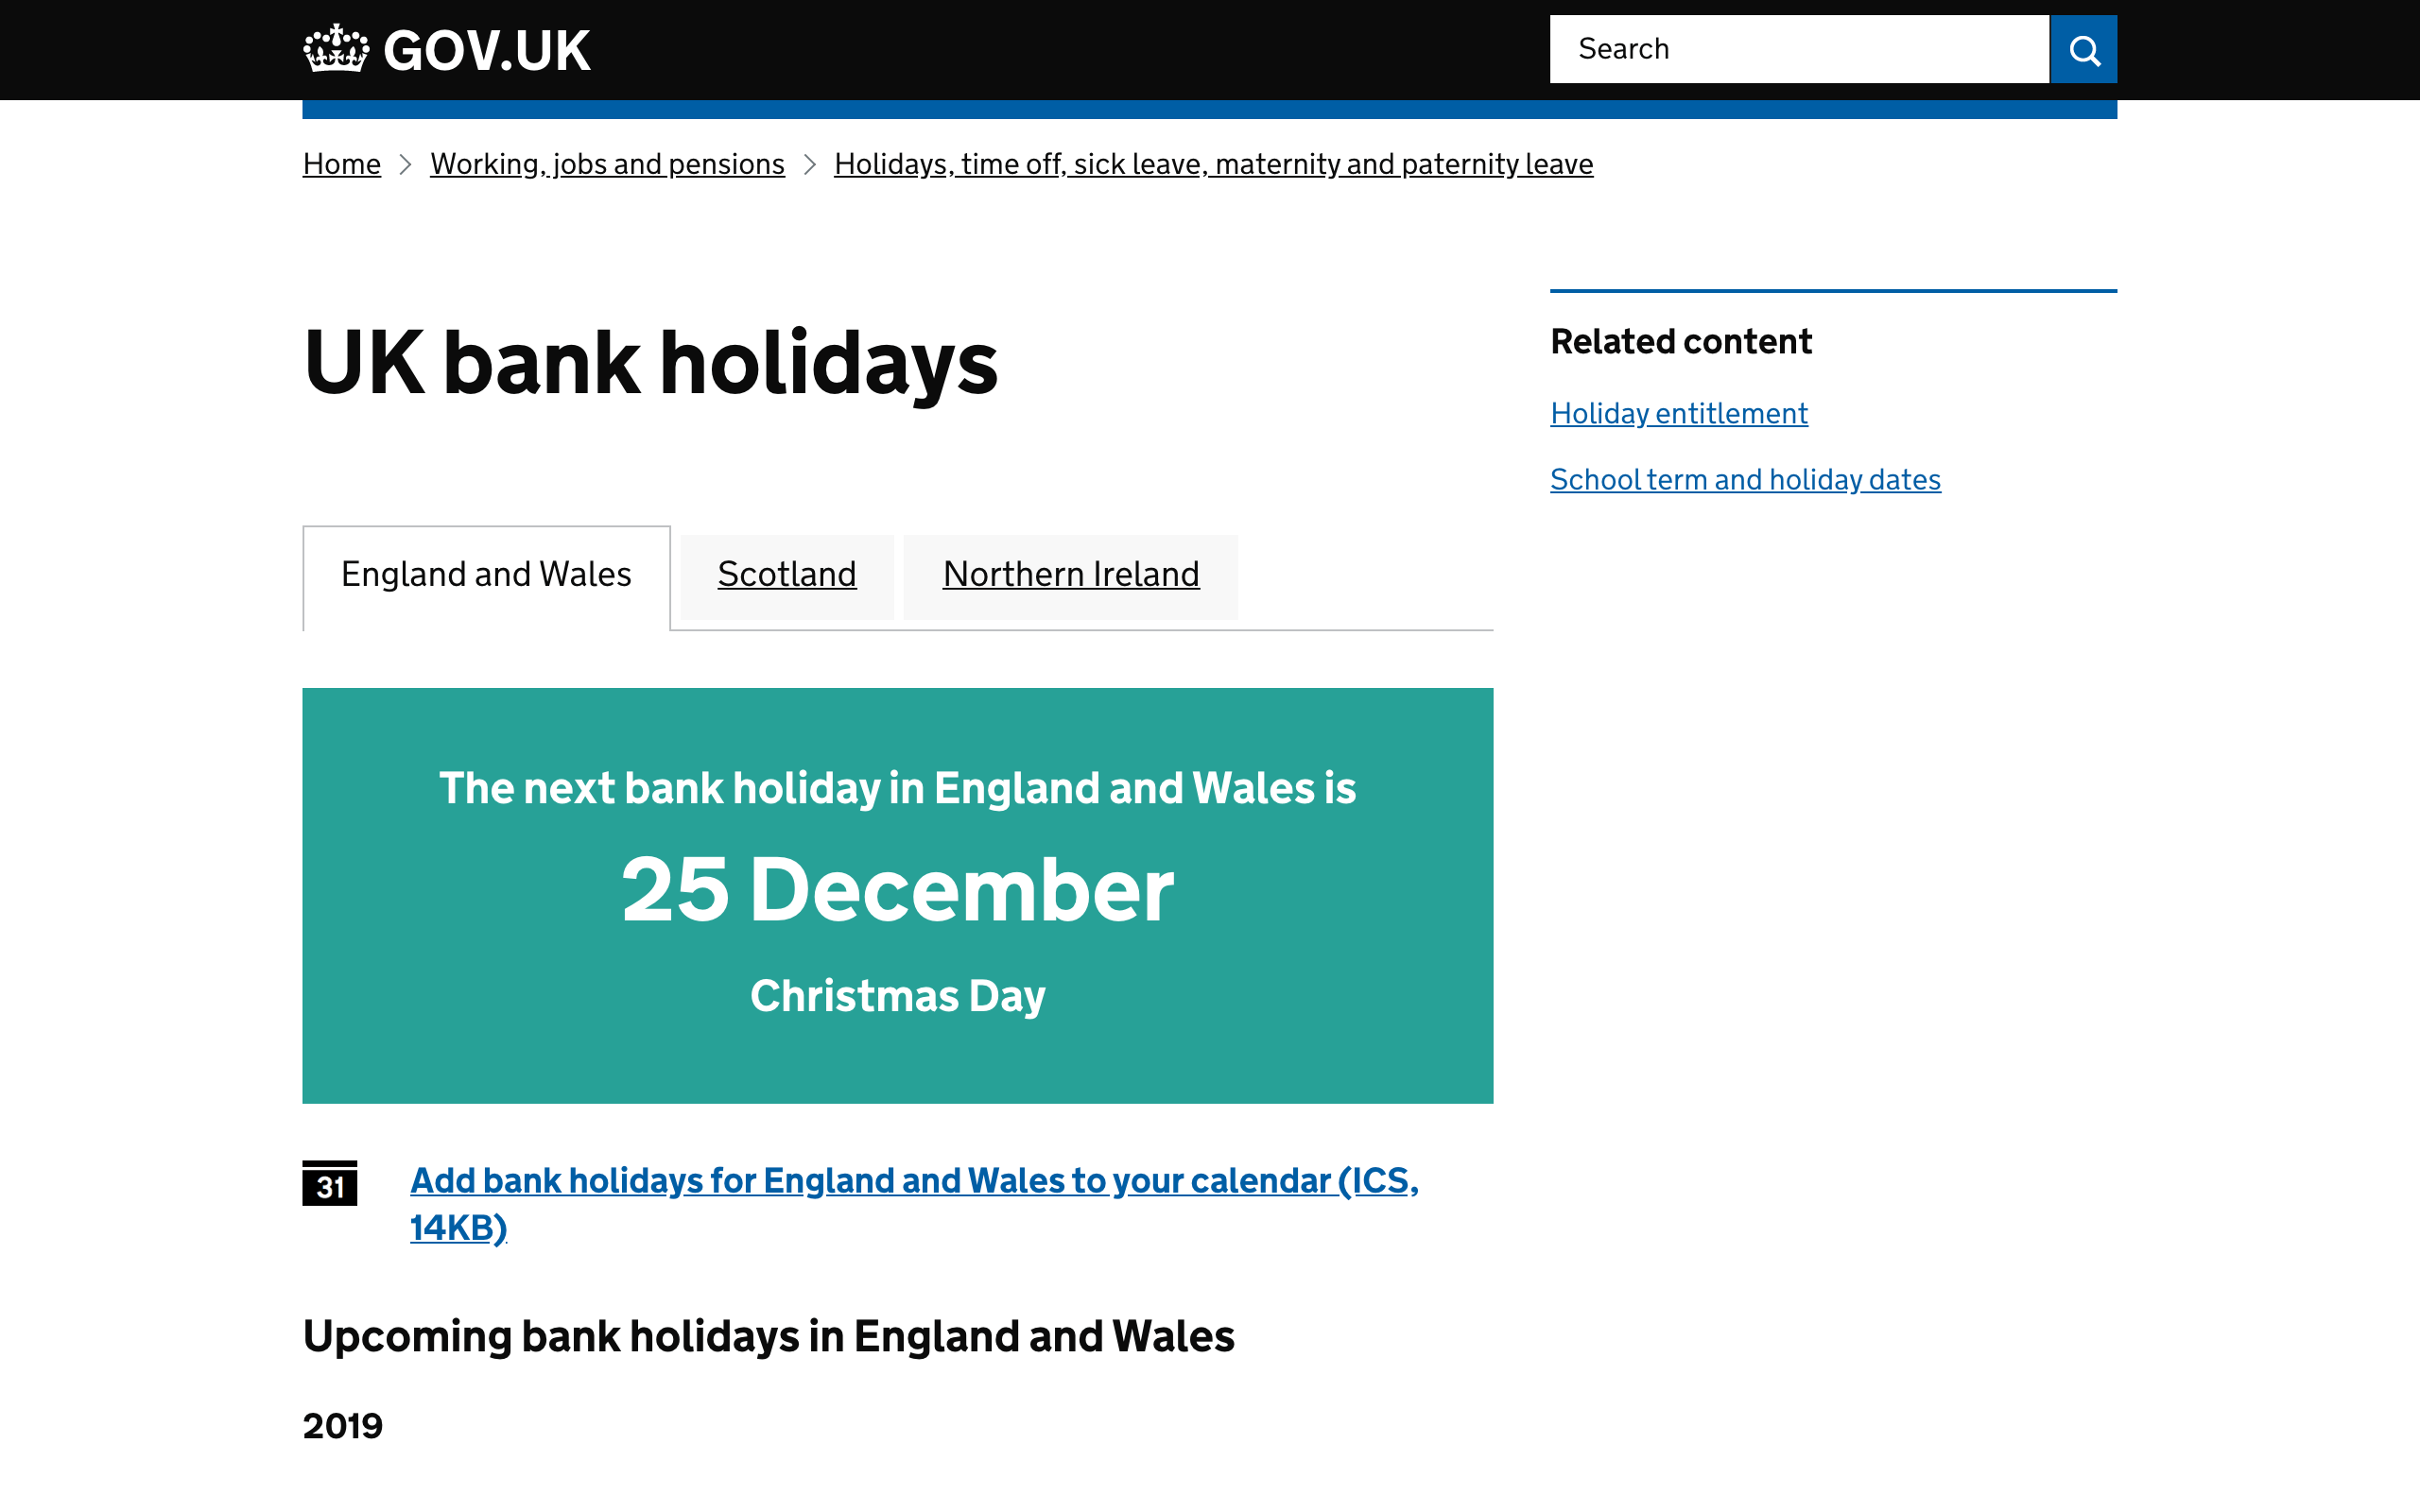 GOV.UK
Search
Home
Working, jobs and pensions
Holidays, time off, sick leave, maternity and paternity leave
UK bank holidays
Related content
Holiday entitlement
School term and holiday dates
England and Wales
Scotland
Northern Ireland
The next bank holiday in England and Wales is
25 December
Christmas Day
31
Add bank holidays for England and Wales to your calendar (ICS,
14KB)
Upcoming bank holidays in England and Wales
2019